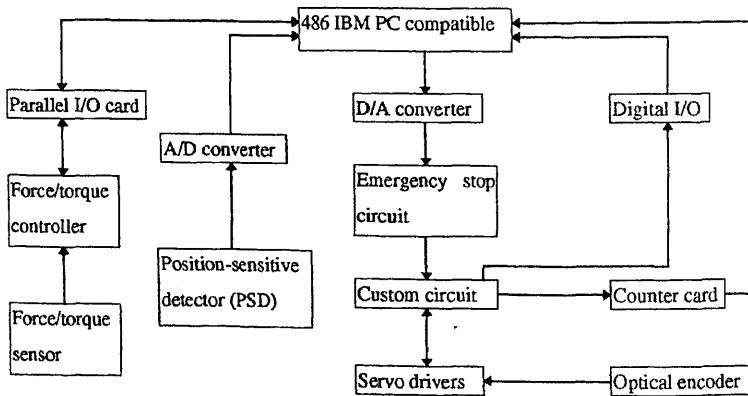 486 IBM PC compatible
Parallel I/O card
D/A converter
Digital I/O
A/D converter
Force/torque
controller
Emergency stop
circuit
Position-sensitive
detector (PSD)
Custom circuit
Counter card
Force/torque
sensor
Servo drivers
Optical encoder